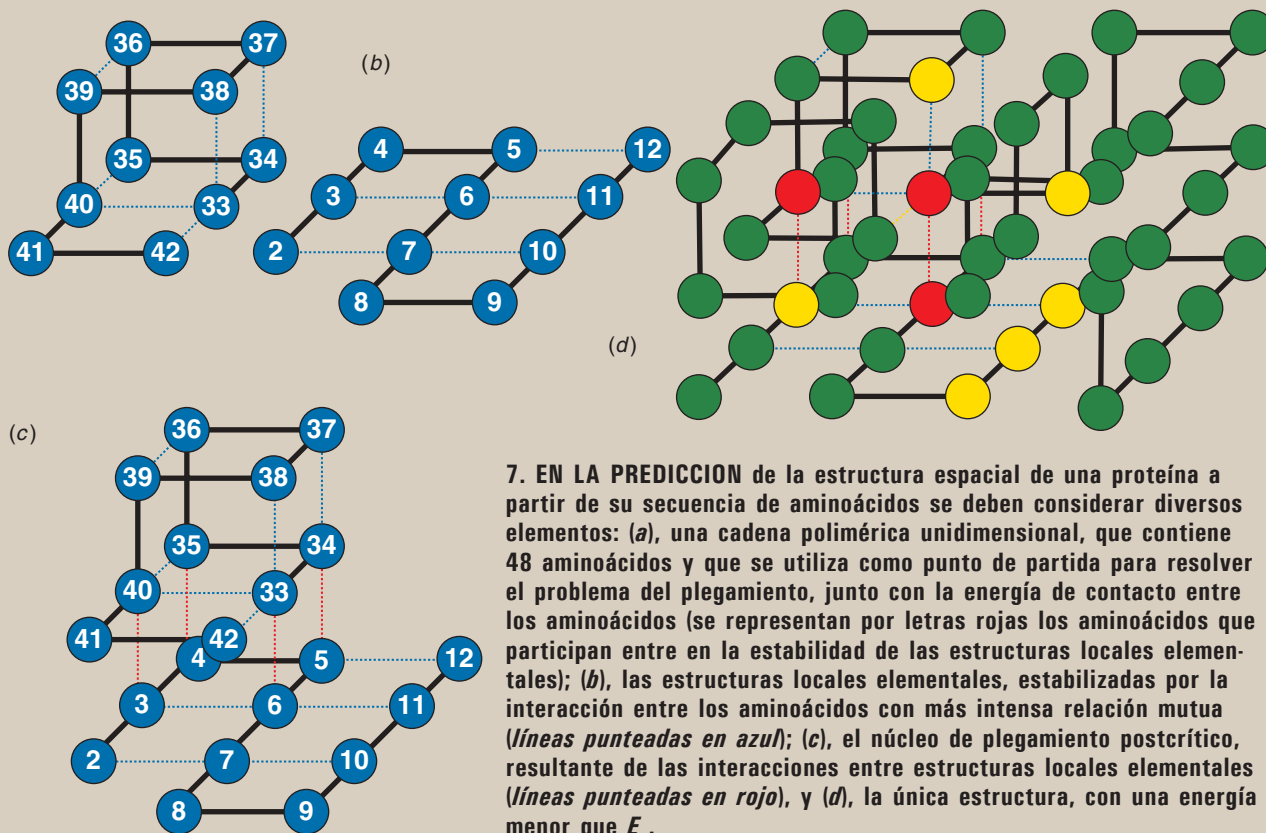 36 37
(b)
39 38
4 5 12
35 34
3 6 11
40 33
41 42 2 7 10
8 9
(d)
(c)
36 37
39 38
35 34
40 33
41 42
4 5 12
3 6 11
2 7 10
8 9
7. EN LA PREDICCION de la estructura espacial de una proteína a
partir de su secuencia de aminoácidos se deben considerar diversos
elementos: (a), una cadena polimérica unidimensional, que contiene
48 aminoácidos y que se utiliza como punto de partida para resolver
el problema del plegamiento, junto con la energía de contacto entre
los aminoácidos (se representan por letras rojas los aminoácidos que
participan entre en la estabilidad de las estructuras locales elemen-
tales); (b), las estructuras locales elementales, estabilizadas por la
interacción entre los aminoácidos con más intensa relación mutua
(líneas punteadas en azul); (c), el núcleo de plegamiento postcrítico,
resultante de las interacciones entre estructuras locales elementales
(líneas punteadas en rojo), y (d), la única estructura, con una energía
menor que E .